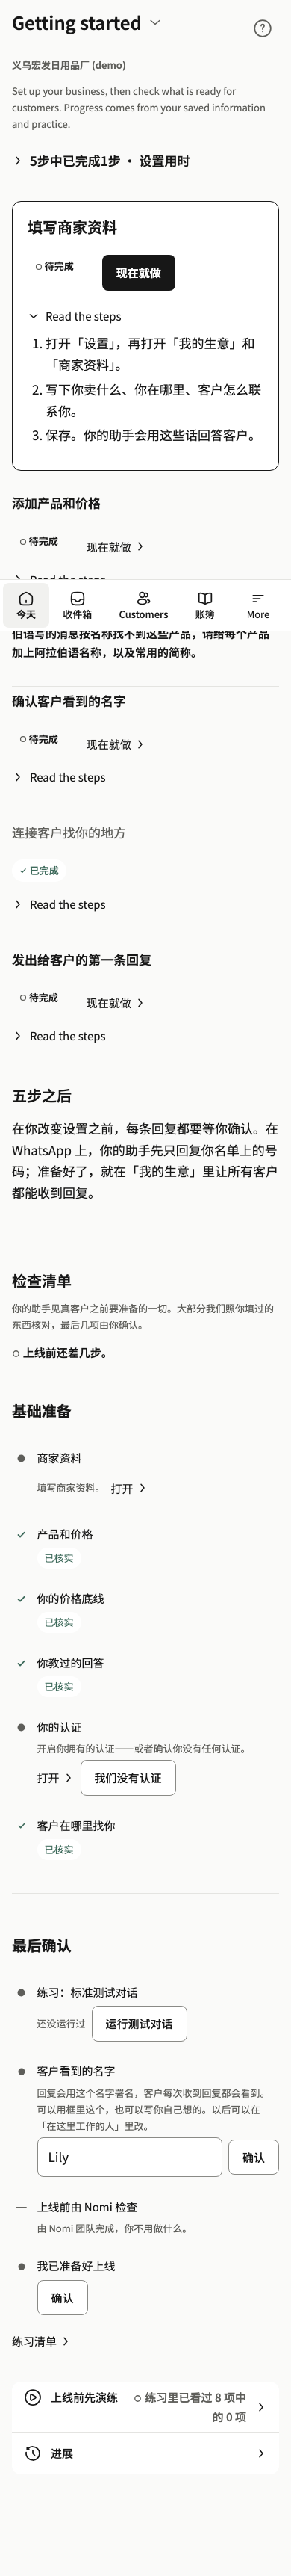 Getting started
义乌宏发日用品厂 (demo)
Set up your business, then check what is ready for
customers. Progress comes from your saved information
and practice.
5步中已完成1步 · 设置用时
填写商家资料
待完成
现在就做
Read the steps
1. 打开「设置」，再打开「我的生意」和
「商家资料」。
2. 写下你卖什么、你在哪里、客户怎么联
系你。
3. 保存。你的助手会用这些话回答客户。
添加产品和价格
待完成
现在就做
Read the steps
今天
收件箱
Customers
账簿
More
伯语写的消息按名称找不到这些产品，请给每个产品
加上阿拉伯语名称，以及常用的简称。
确认客户看到的名字
待完成
现在就做
Read the steps
连接客户找你的地方
已完成
Read the steps
发出给客户的第一条回复
待完成
现在就做
Read the steps
五步之后
在你改变设置之前，每条回复都要等你确认。在
WhatsApp 上，你的助手先只回复你名单上的号
码；准备好了，就在「我的生意」里让所有客户
都能收到回复。
检查清单
你的助手见真客户之前要准备的一切。大部分我们照你填过的
东西核对，最后几项由你确认。
上线前还差几步。
基础准备
商家资料
填写商家资料。 打开
产品和价格
已核实
你的价格底线
已核实
你教过的回答
已核实
你的认证
开启你拥有的认证——或者确认你没有任何认证。
打开
我们没有认证
客户在哪里找你
已核实
最后确认
练习：标准测试对话
还没运行过
运行测试对话
客户看到的名字
回复会用这个名字署名，客户每次收到回复都会看到。
可以用框里这个，也可以写你自己想的。以后可以在
「在这里工作的人」里改。
Lily
确认
上线前由 Nomi 检查
由 Nomi 团队完成，你不用做什么。
我已准备好上线
确认
练习清单
上线前先演练
练习里已看过 8 项中
的 0 项
进展